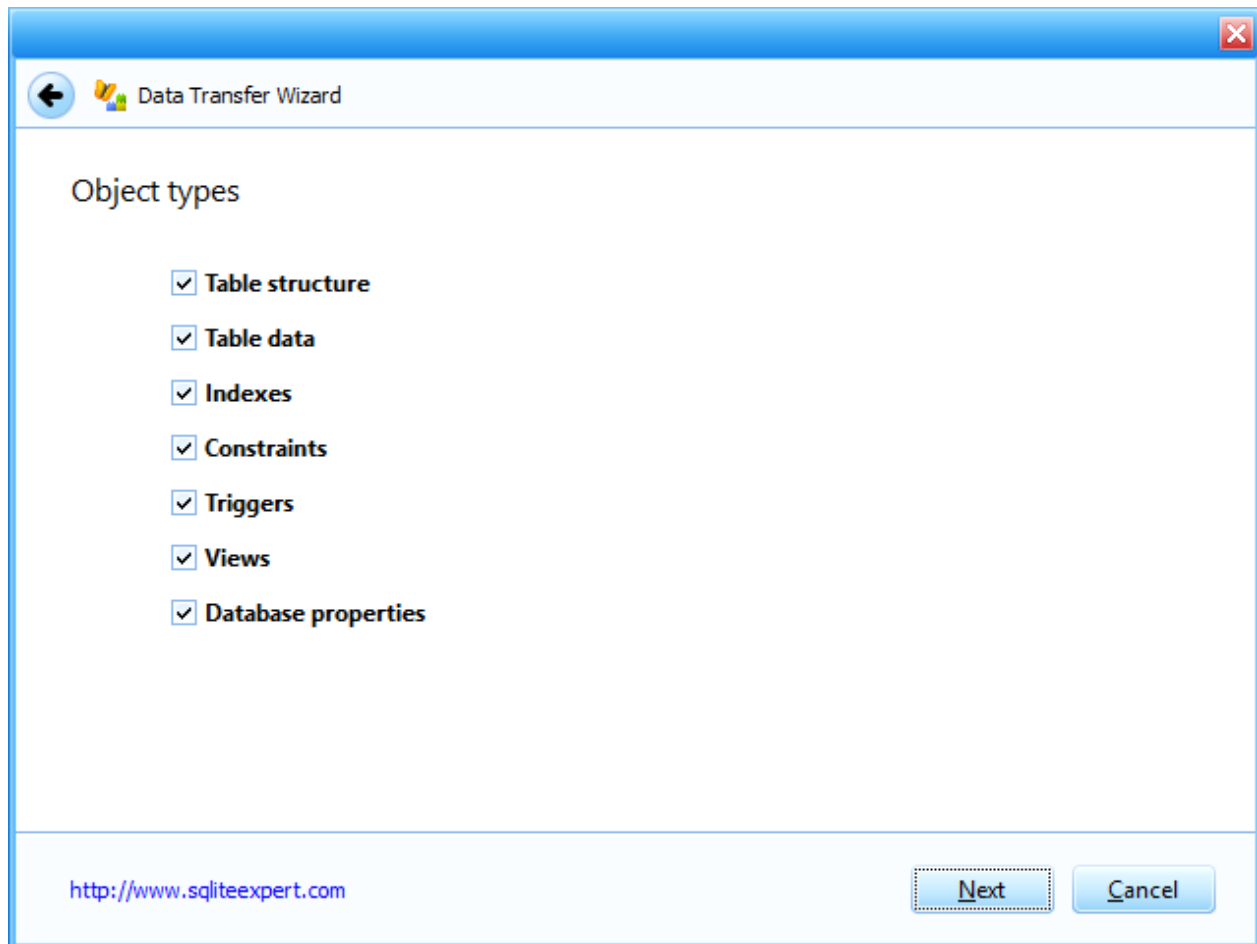 Data Transfer Wizard
Object types
Table structure
Table data
Indexes
Constraints
Triggers
Views
Database properties
http://www.sqliteexpert.com
Next
Cancel